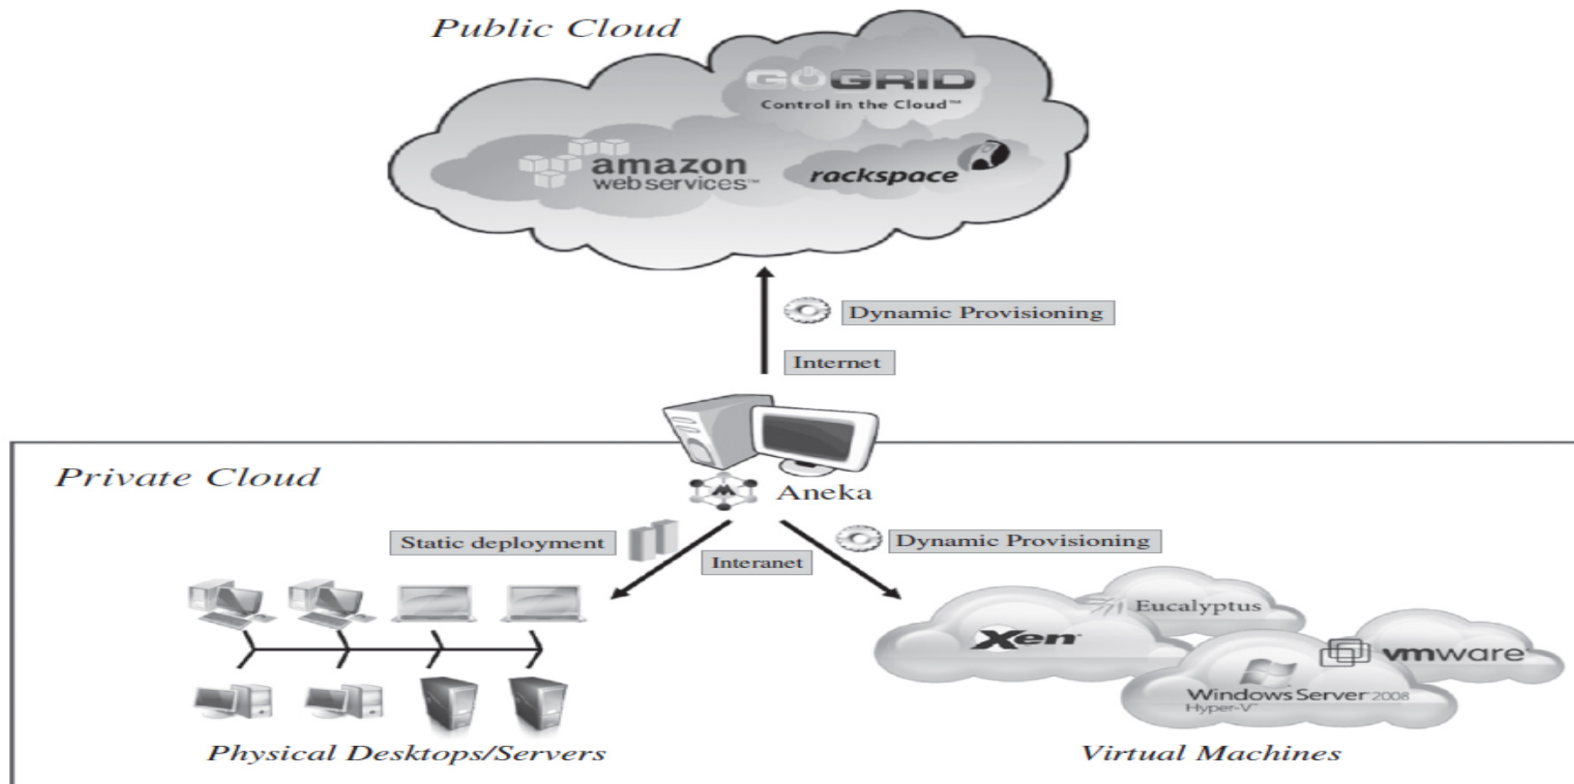 Public Cloud
GOGRID
Control in the Cloud™
amazon
webservices™
rackspace
Dynamic Provisioning
Internet
Private Cloud
Aneka
Static deployment
Interanet
Dynamic Provisioning
Eucalyptus
Xen™
vmware®
Windows Server 2008
Hyper-V™
Physical Desktops/Servers
Virtual Machines